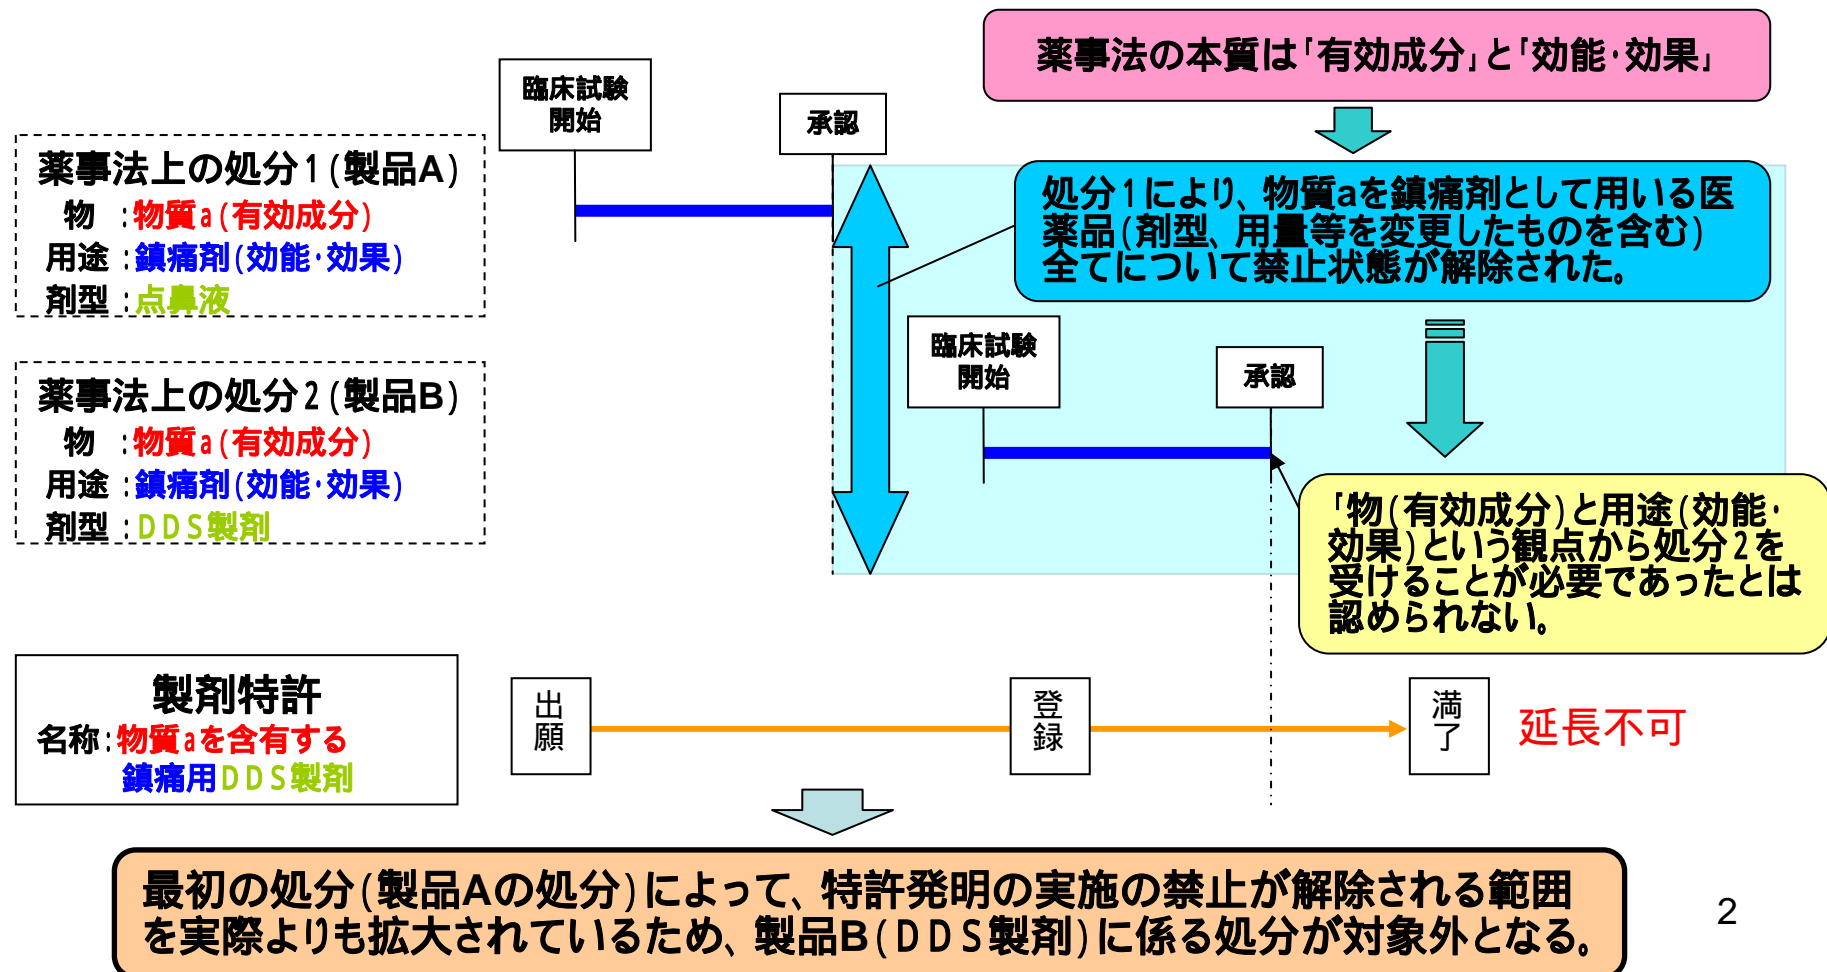 薬事法の本質は「有効成分」と「効能・効果」
臨床試験
開始
承認
薬事法上の処分1(製品A)
物 :物質a(有効成分)
用途 :鎮痛剤(効能・効果)
剤型 :点鼻液
処分1により、物質aを鎮痛剤として用いる医
薬品(剤型、用量等を変更したものを含む)
全てについて禁止状態が解除された。
臨床試験
開始
承認
薬事法上の処分2(製品B)
物 :物質a(有効成分)
用途 :鎮痛剤(効能・効果)
剤型 :DDS製剤
「物(有効成分)と用途(効能・
効果)という観点から処分2を
受けることが必要であったとは
認められない。
製剤特許
名称:物質aを含有する
鎮痛用DDS製剤
出
願
登
録
満
了
延長不可
最初の処分(製品Aの処分)によって、特許発明の実施の禁止が解除される範囲
を実際よりも拡大されているため、製品B(DDS製剤)に係る処分が対象外となる。
2